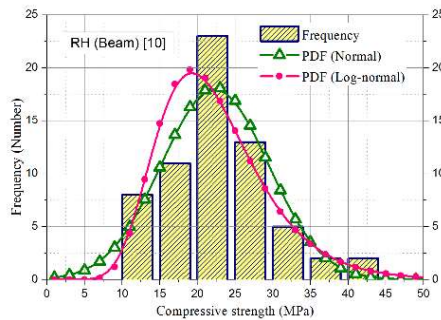 RH (Beam) [10]
Frequency
PDF (Normal)
PDF (Log-normal)
Frequency (Number)
25
20
15
10
5
0
25
20
15
10
5
0
0 5 10 15 20 25 30 35 40 45 50
Compressive strength (MPa)